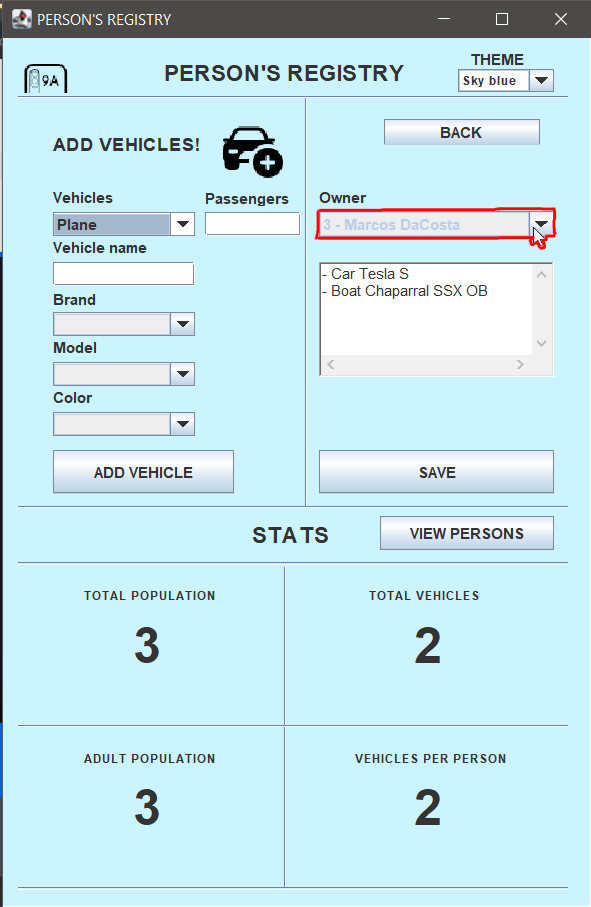 PERSON'S REGISTRY
9A
PERSON'S REGISTRY
THEME
Sky blue
ADD VEHICLES!
BACK
Vehicles
Passengers
Owner
Plane
3 - Marcos DaCosta
Vehicle name
- Car Tesla S
- Boat Chaparral SSX OB
Brand
Model
Color
ADD VEHICLE
SAVE
STATS
VIEW PERSONS
TOTAL POPULATION
TOTAL VEHICLES
3
2
ADULT POPULATION
VEHICLES PER PERSON
3
2